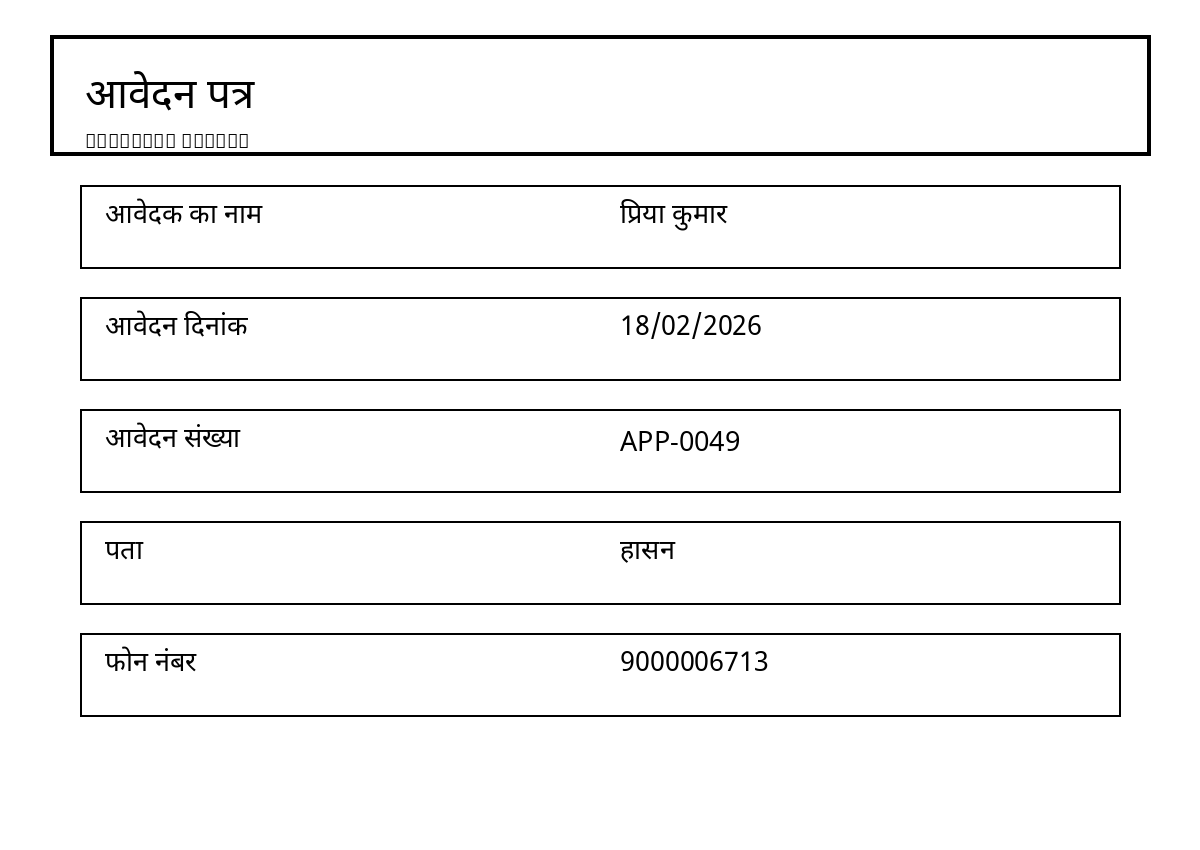 आवेदन पत्र
आवेदक का नाम प्रिया कुमार
आवेदन दिनांक 18/02/2026
आवेदन संख्या APP-0049
पता हासन
फोन नंबर 9000006713